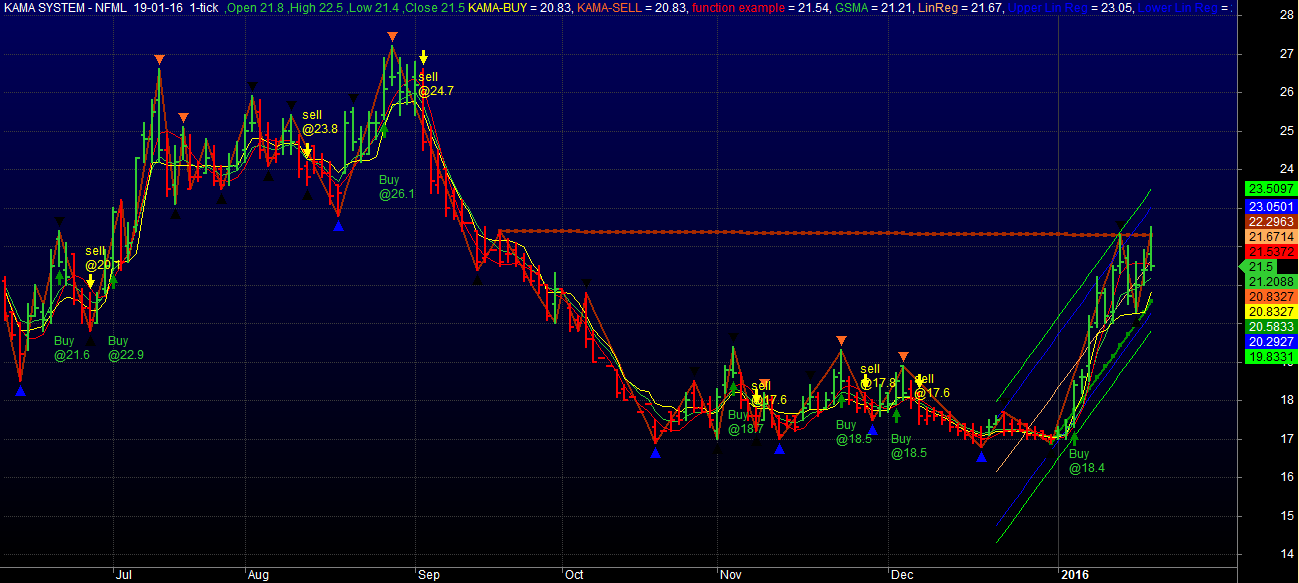 KAMA SYSTEM - NFML 19-01-16 1-tick ,Open 21.8 ,High 22.5 ,Low 21.4 ,Close 21.5 KAMA-BUY = 20.83, KAMA-SELL = 20.83, function example = 21.54, GSMA = 21.21, LinReg = 21.67, Upper Lin Reg = 23.05, Lower Lin Reg =
28
27
26
25
24
23.5097
23.0501
22.2963
21.6714
21.5372
21.5
21.2088
20.8327
20.8327
20.5833
20.2927
19.8331
18
17
16
15
14
sell
Buy
@21.6
Buy
@22.9
sell
@23.8
Buy
@26.1
sell
@24.7
sell
Buy
@18.7
Buy
@18.5
sell
@17.8
Buy
@18.5
@17.6
Buy
@18.4
Jul
Aug
Sep
Oct
Nov
Dec
2016